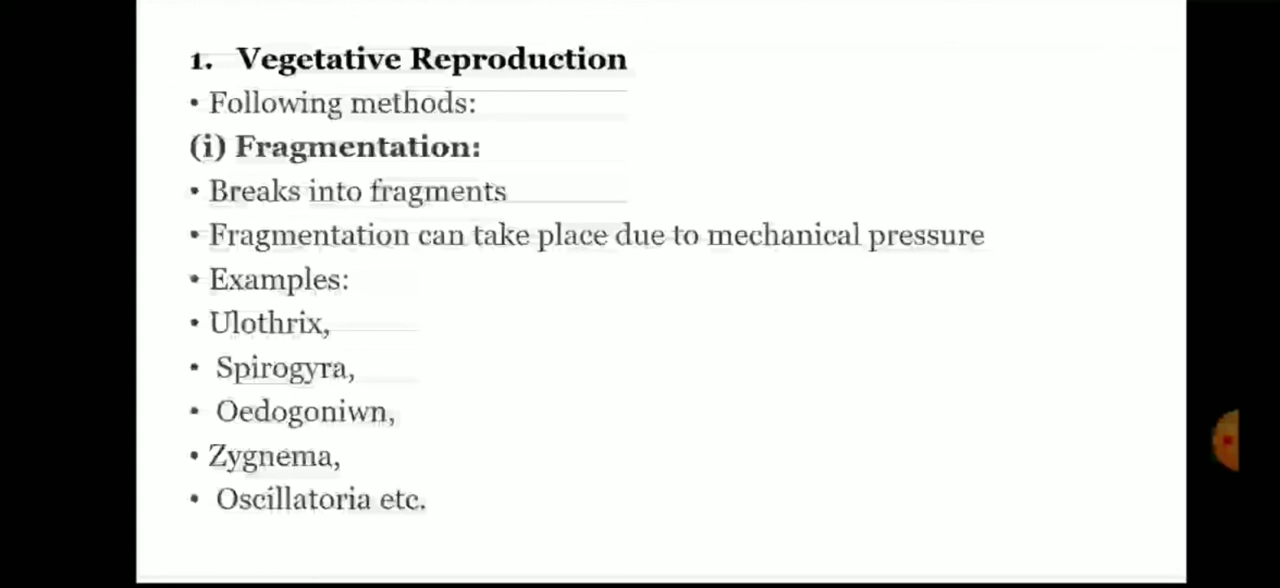 1. Vegetative Reproduction
• Following methods:
(i) Fragmentation:
• Breaks into fragments
• Fragmentation can take place due to mechanical pressure
• Examples:
• Ulothrix,
• Spirogyra,
• Oedogoniwn,
• Zygnema,
• Oscillatoria etc.